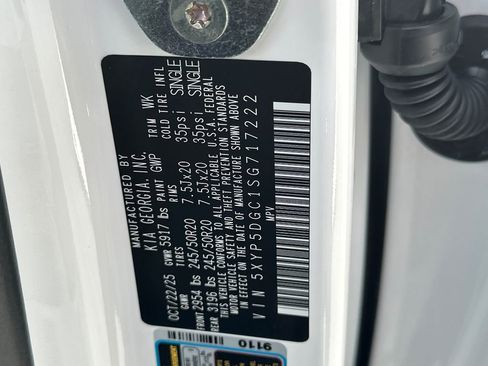 MANUFACTURED BY
KIA GEORGIA, INC.
OCT/22/25 GVWR 5917 lbs PAINT GWP TRIM WK
GAWR TIRES RIMS COLD TIRE INFL
FRONT 2954 lbs 245/50R20 7.5Jx20 35psi SINGLE
REAR 3196 lbs 245/50R20 7.5Jx20 35psi SINGLE
THIS VEHICLE CONFORMS TO ALL APPLICABLE U.S.A. FEDERAL
MOTOR VEHICLE SAFETY AND THEFT PREVENTION STANDARDS
IN EFFECT ON THE DATE OF MANUFACTURE SHOWN ABOVE
VIN 5XYP5DGC1SG717222
MPV
9110